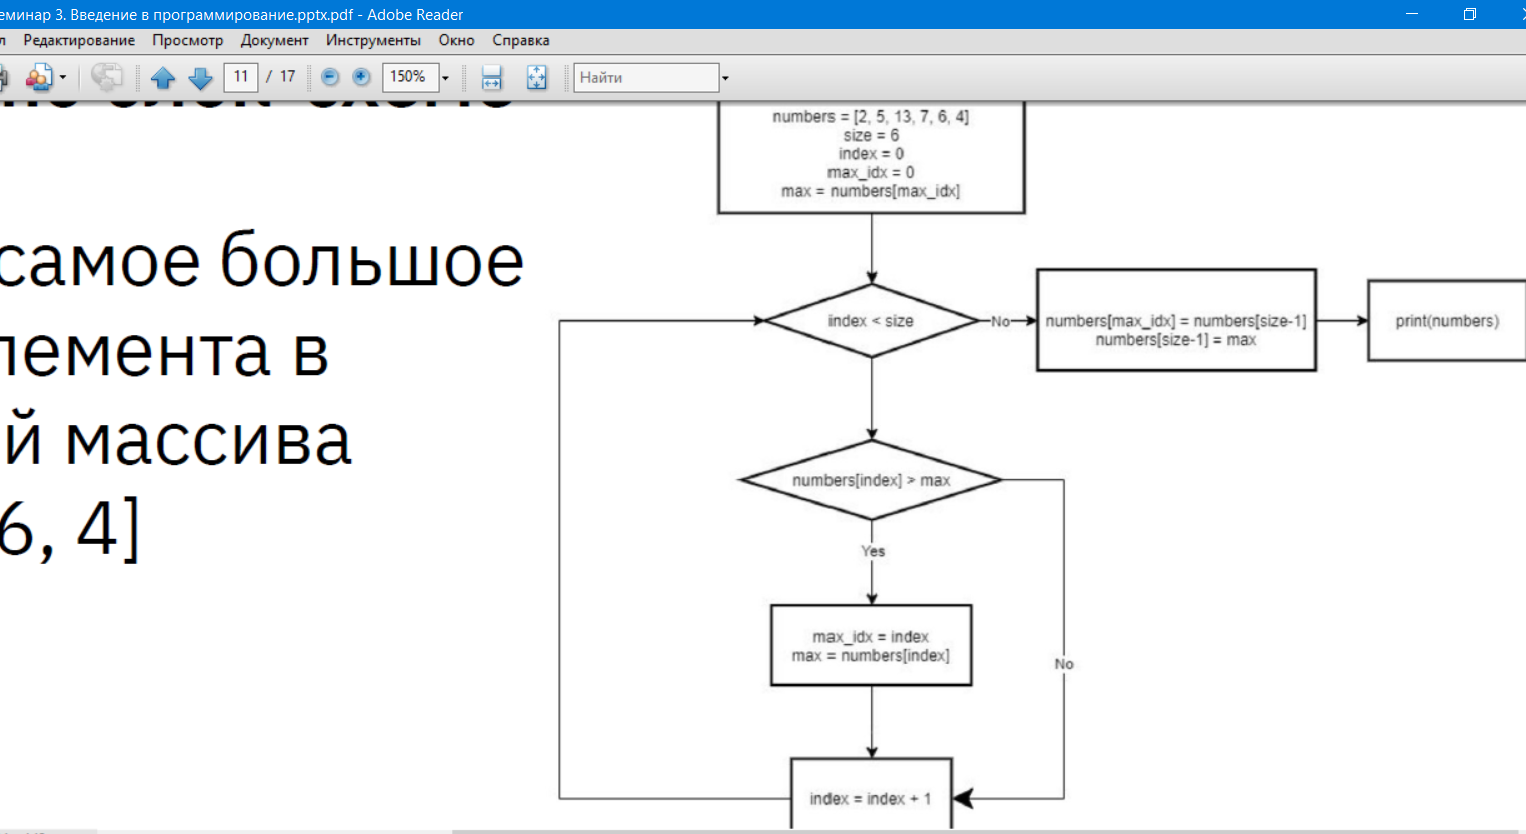 еминар 3. Введение в программирование.pptx.pdf - Adobe Reader
л Редактирование Просмотр Документ Инструменты Окно Справка
11 / 17 150% Найти
самое большое
лемента в
й массива
6, 4]
numbers = [2, 5, 13, 7, 6, 4]
size = 6
index = 0
max_idx = 0
max = numbers[max_idx]
iindex < size
No
numbers[max_idx] = numbers[size-1]
numbers[size-1] = max
print(numbers)
numbers[index] > max
Yes
max_idx = index
max = numbers[index]
No
index = index + 1